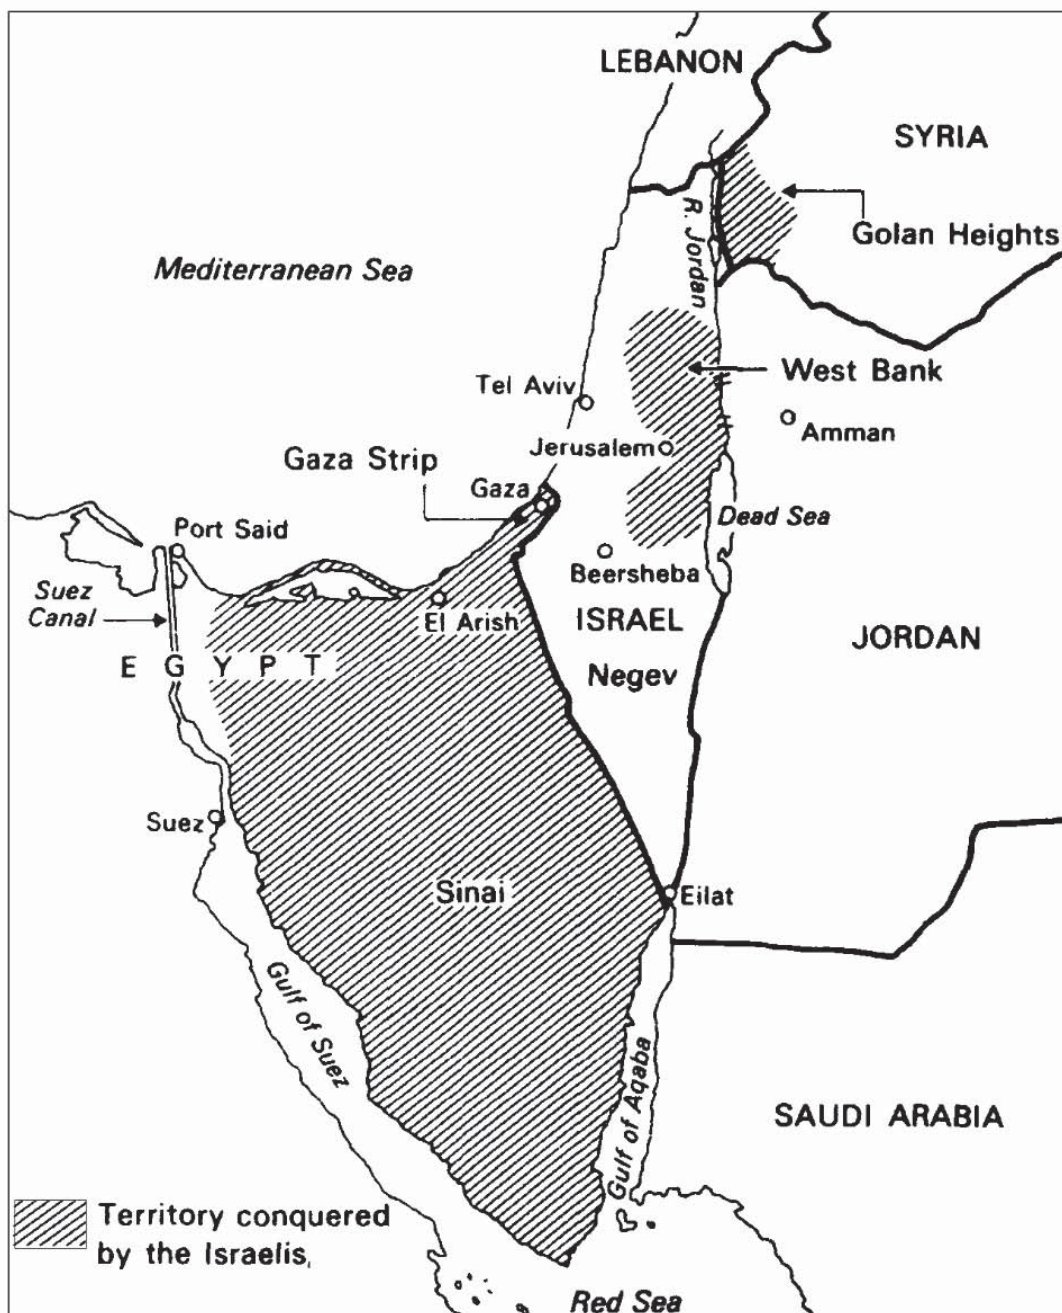 LEBANON
SYRIA
R. Jordan
Golan Heights
Mediterranean Sea
West Bank
Tel Aviv
Amman
Jerusalem
Gaza Strip
Gaza
Dead Sea
Port Said
Beersheba
Suez
Canal
El Arish
ISRAEL
JORDAN
E G Y P T
Negev
Suez
Sinai
Eilat
Gulf of Suez
Gulf of Aqaba
SAUDI ARABIA
Territory conquered
by the Israelis,
Red Sea